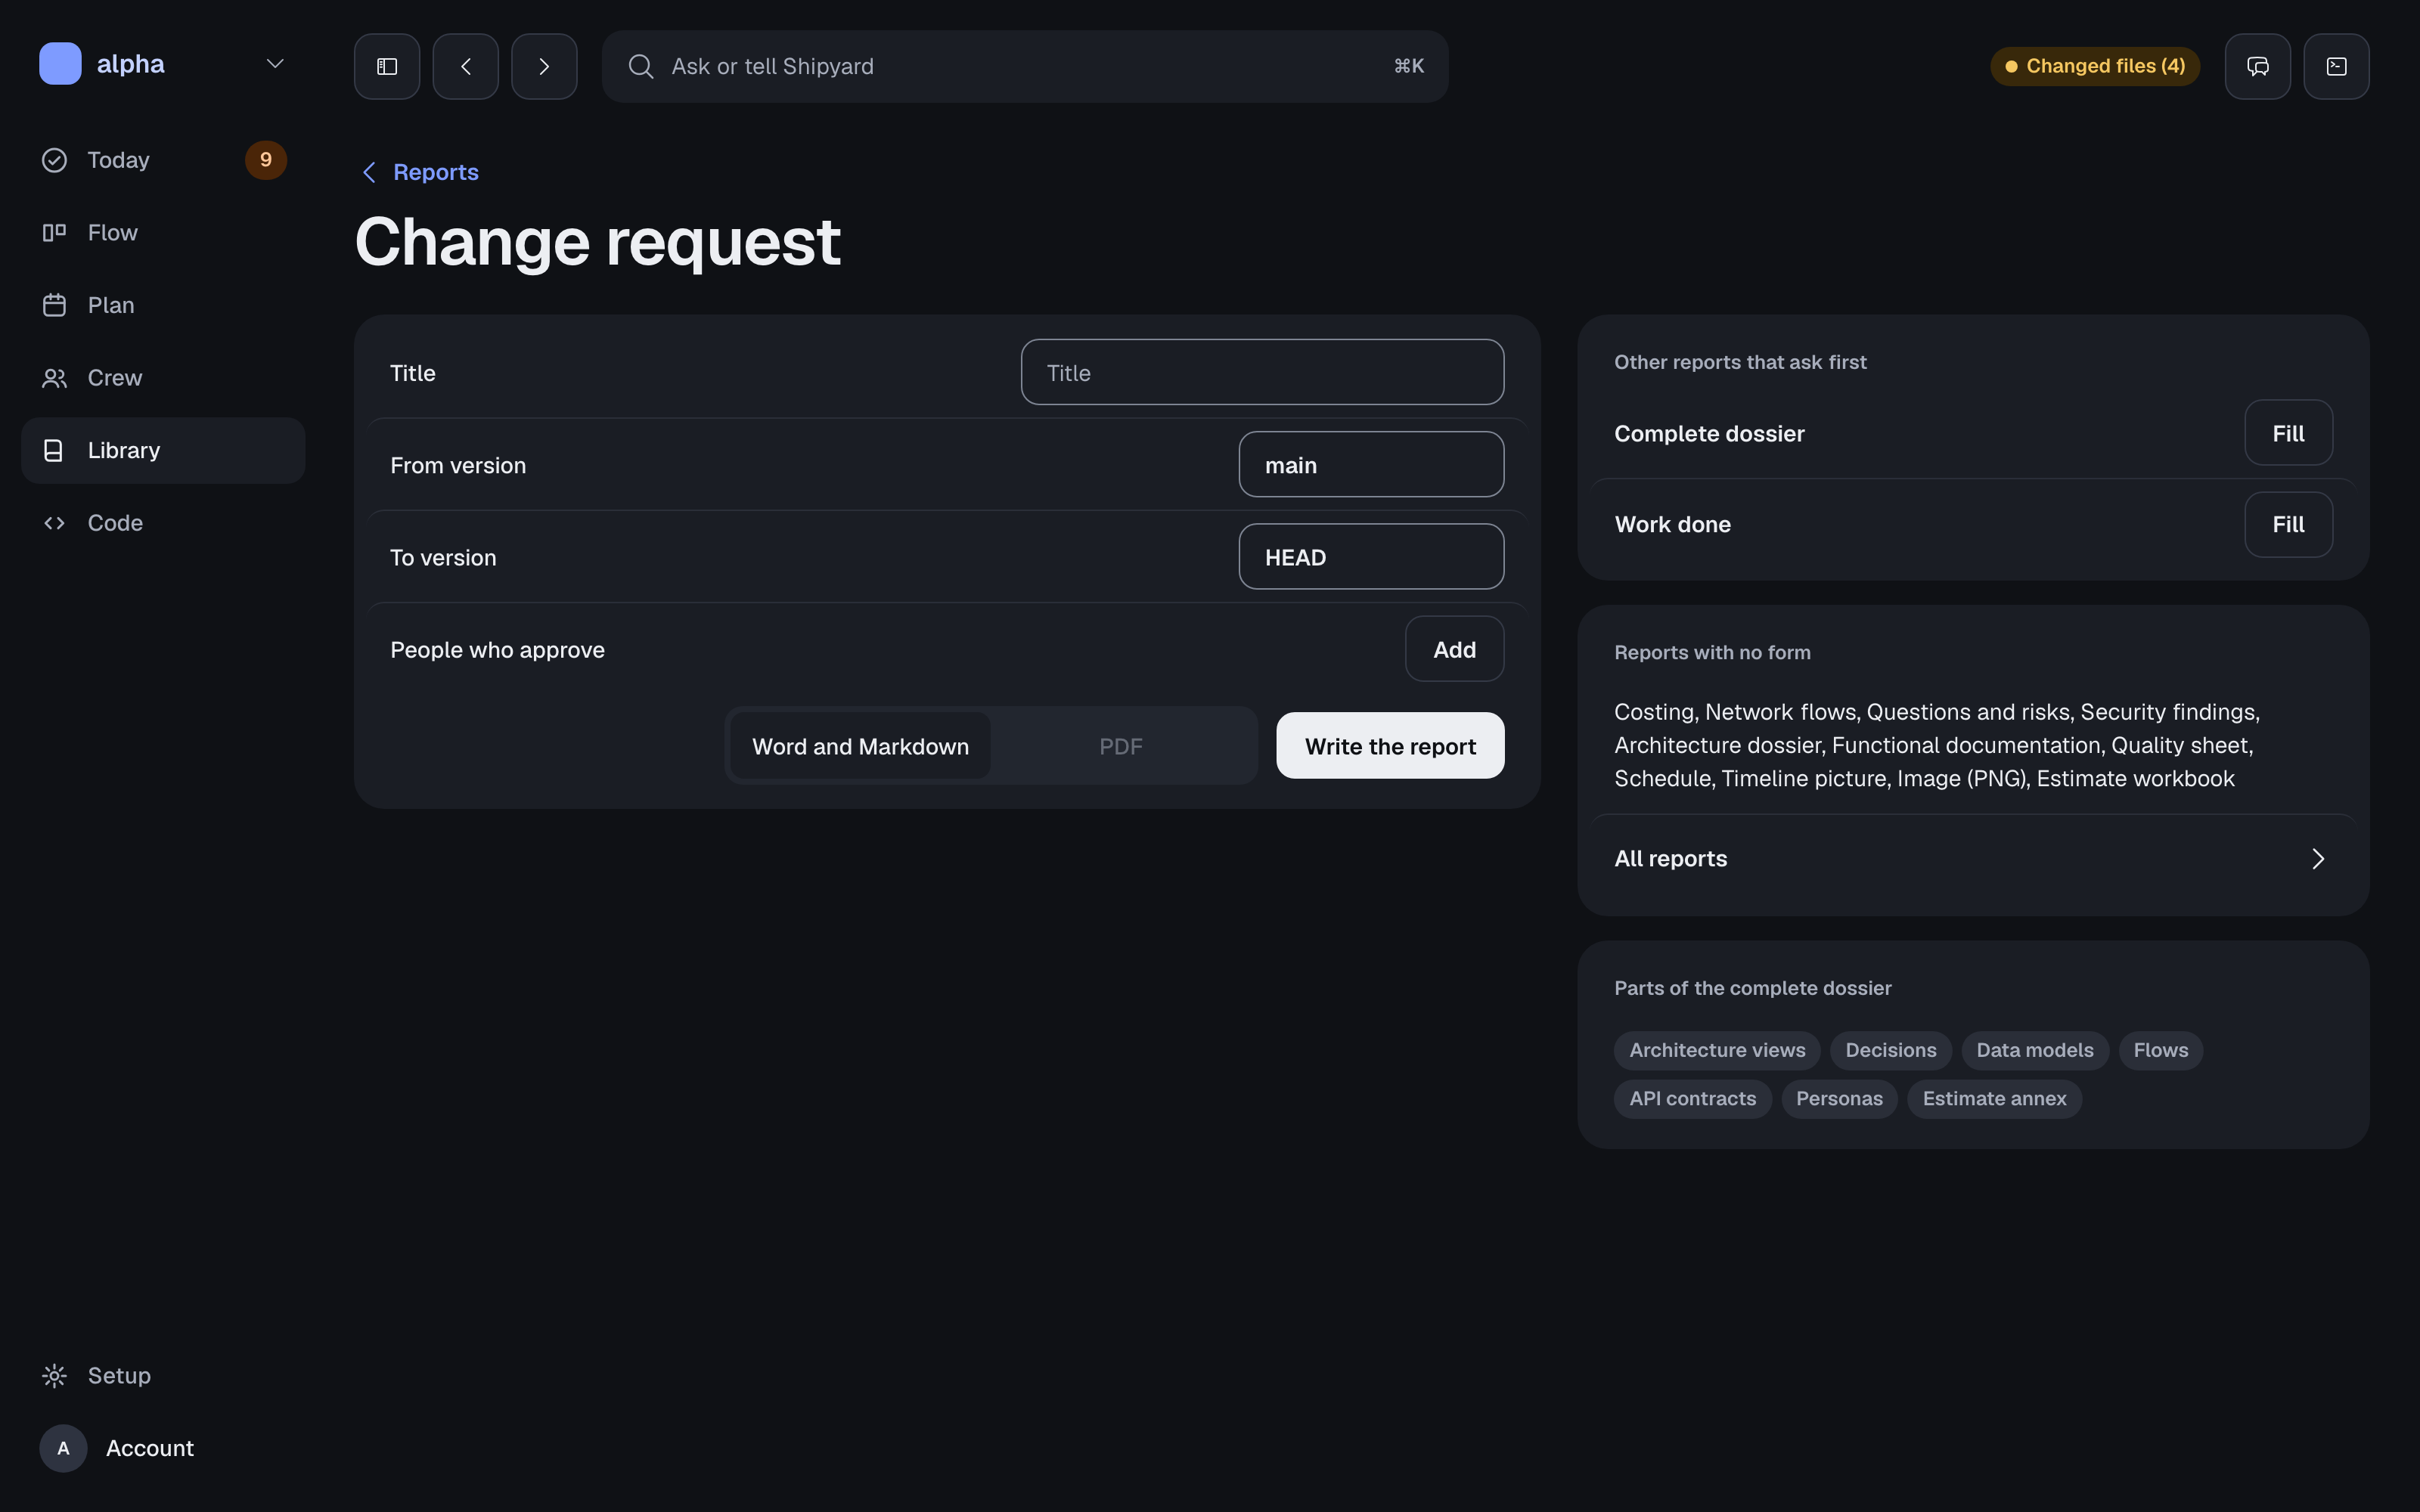 alpha
Ask or tell Shipyard
⌘K
Changed files (4)
Today
9
Flow
Plan
Crew
Library
Code
Setup
A
Account
Reports
Change request
Title
Title
From version
main
To version
HEAD
People who approve
Add
Word and Markdown
PDF
Write the report
Other reports that ask first
Complete dossier
Fill
Work done
Fill
Reports with no form
Costing, Network flows, Questions and risks, Security findings,
Architecture dossier, Functional documentation, Quality sheet,
Schedule, Timeline picture, Image (PNG), Estimate workbook
All reports
Parts of the complete dossier
Architecture views
Decisions
Data models
Flows
API contracts
Personas
Estimate annex